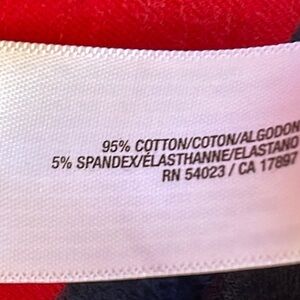 95% COTTON/COTON/ALGODON
5% SPANDEX/ÉLASTHANNE/ELASTANO
RN 54023 / CA 17897